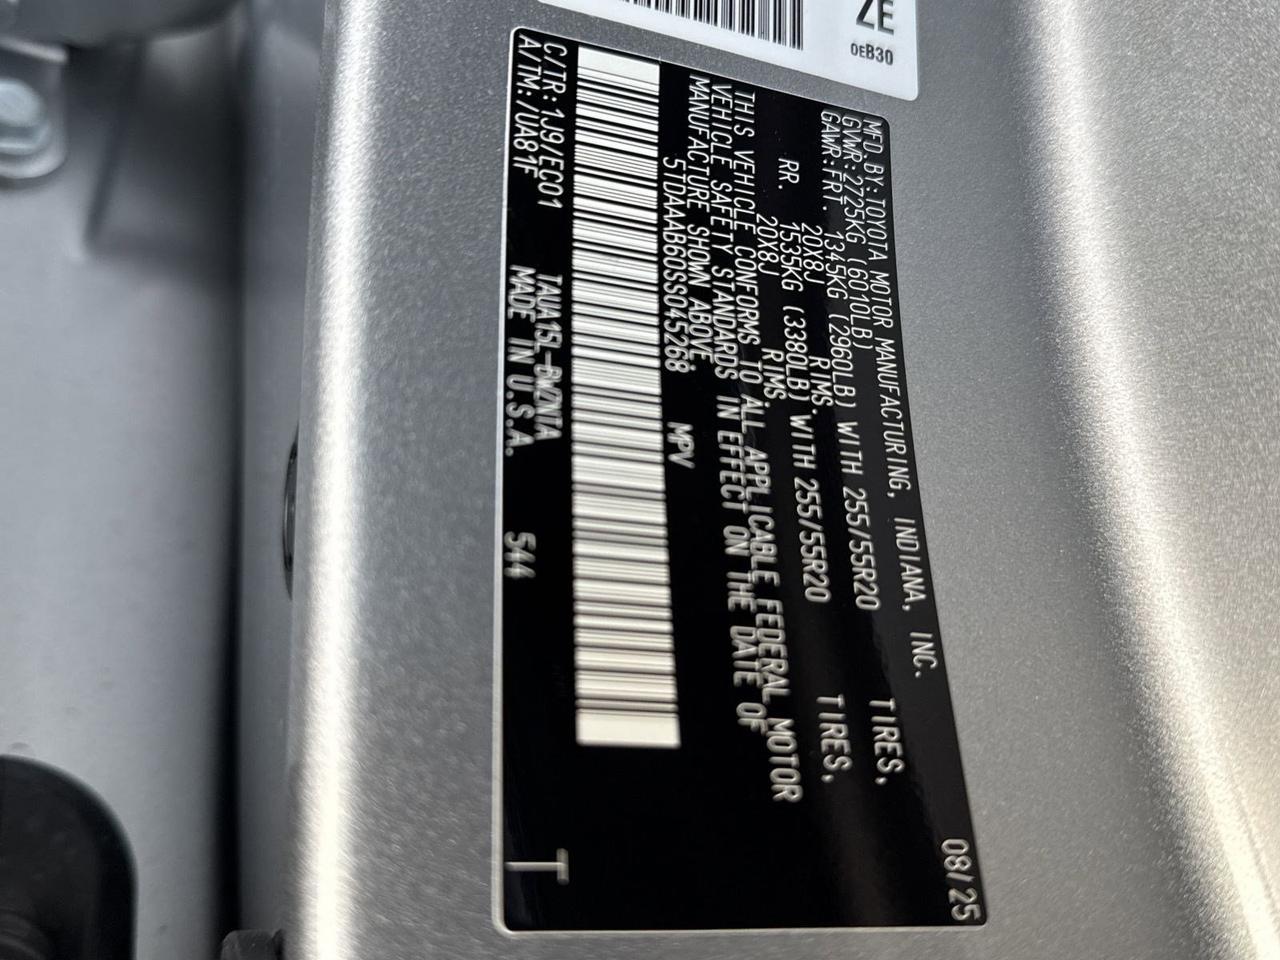 ZE
0EB30
MFD BY:TOYOTA MOTOR MANUFACTURING, INDIANA, INC. 08/25
GVWR:2725KG (6010LB)
GAWR:FRT. 1345KG (2960LB) WITH 255/55R20 TIRES,
20X8J RIMS.
RR. 1535KG (3380LB) WITH 255/55R20 TIRES,
20X8J RIMS.
THIS VEHICLE CONFORMS TO ALL APPLICABLE FEDERAL MOTOR
VEHICLE SAFETY STANDARDS IN EFFECT ON THE DATE OF
MANUFACTURE SHOWN ABOVE.
5TDAAAB60SS045268 MPV
C/TR:1J9/EC01 TAUA15L-BW2NTA
A/TM:/UA81F MADE IN U.S.A. 544 T